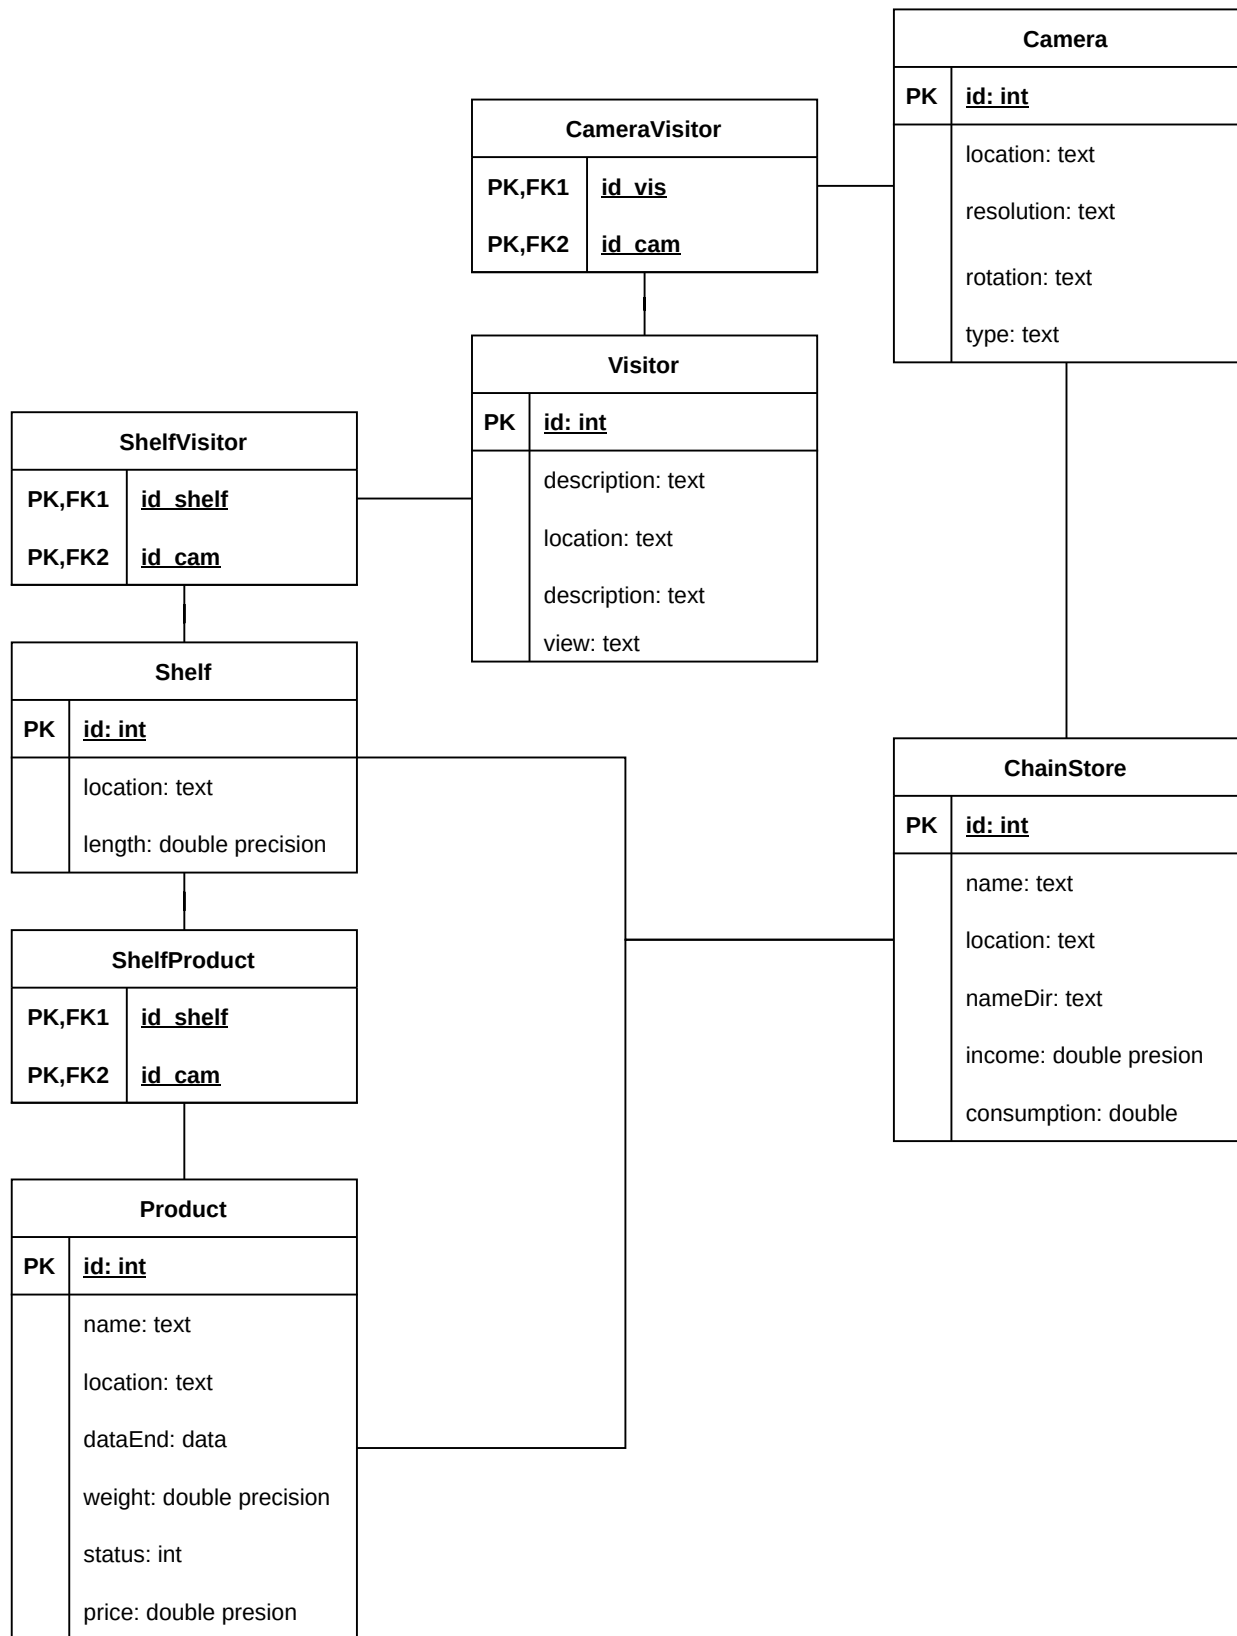 Camera
PK id: int
location: text
resolution: text
rotation: text
type: text
CameraVisitor
PK,FK1 id_vis
PK,FK2 id_cam
Visitor
PK id: int
description: text
location: text
description: text
view: text
ShelfVisitor
PK,FK1 id_shelf
PK,FK2 id_cam
Shelf
PK id: int
location: text
length: double precision
ChainStore
PK id: int
name: text
location: text
nameDir: text
income: double presion
consumption: double
ShelfProduct
PK,FK1 id_shelf
PK,FK2 id_cam
Product
PK id: int
name: text
location: text
dataEnd: data
weight: double precision
status: int
price: double presion